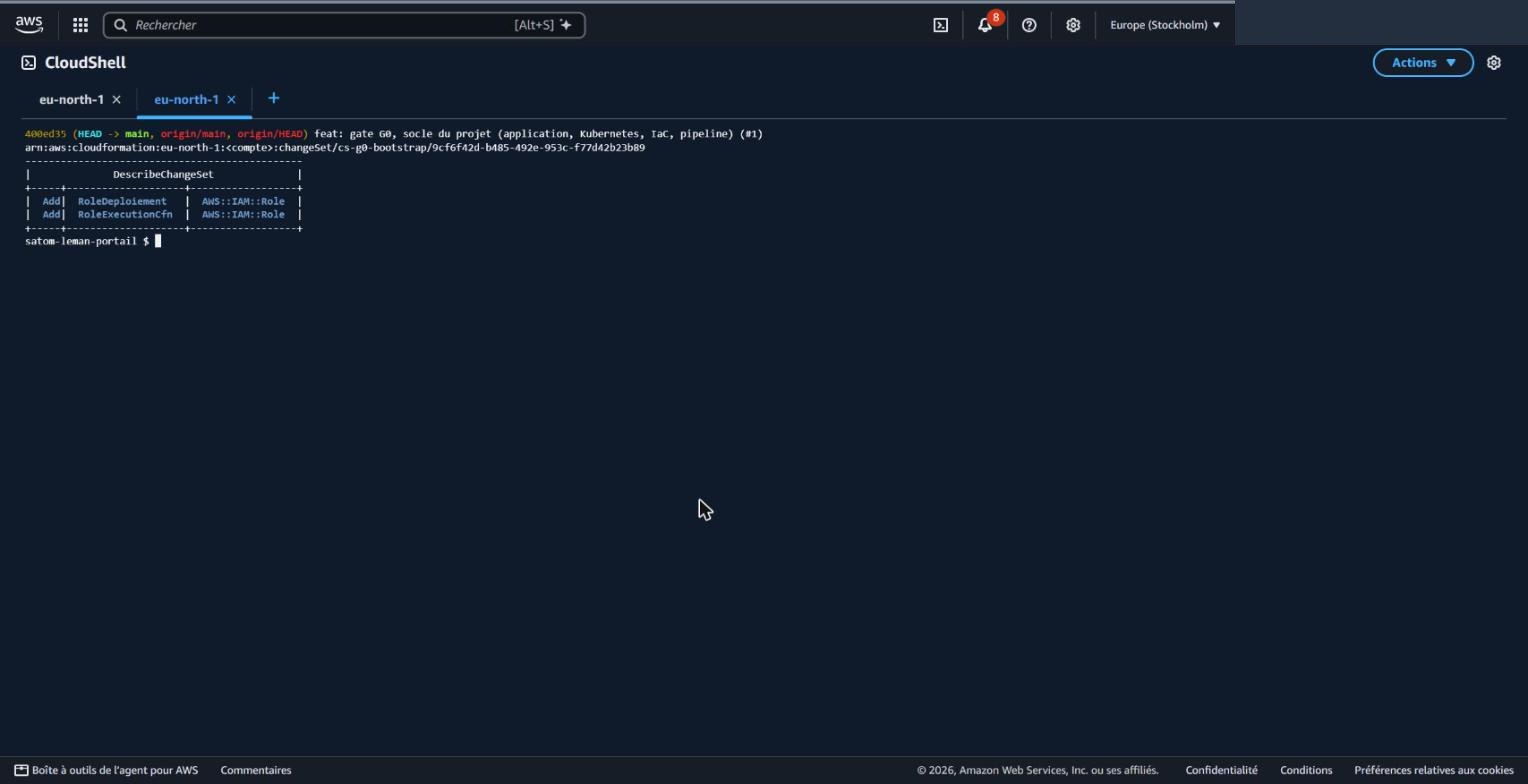 aws
Rechercher
[Alt+S]
8
Europe (Stockholm) ▼
CloudShell
Actions ▼
eu-north-1 ×
eu-north-1 ×
+
400ed35 (HEAD -> main, origin/main, origin/HEAD) feat: gate G0, socle du projet (application, Kubernetes, IaC, pipeline) (#1)
arn:aws:cloudformation:eu-north-1:<compte>:changeSet/cs-g0-bootstrap/9cf6f42d-b485-492e-953c-f77d42b23b89
-----------------------------------------------
|             DescribeChangeSet               |
+-----+--------------------+------------------+
|  Add|  RoleDeploiement   |  AWS::IAM::Role  |
|  Add|  RoleExecutionCfn  |  AWS::IAM::Role  |
+-----+--------------------+------------------+
satom-leman-portail $
Boîte à outils de l'agent pour AWS
Commentaires
© 2026, Amazon Web Services, Inc. ou ses affiliés.
Confidentialité
Conditions
Préférences relatives aux cookies